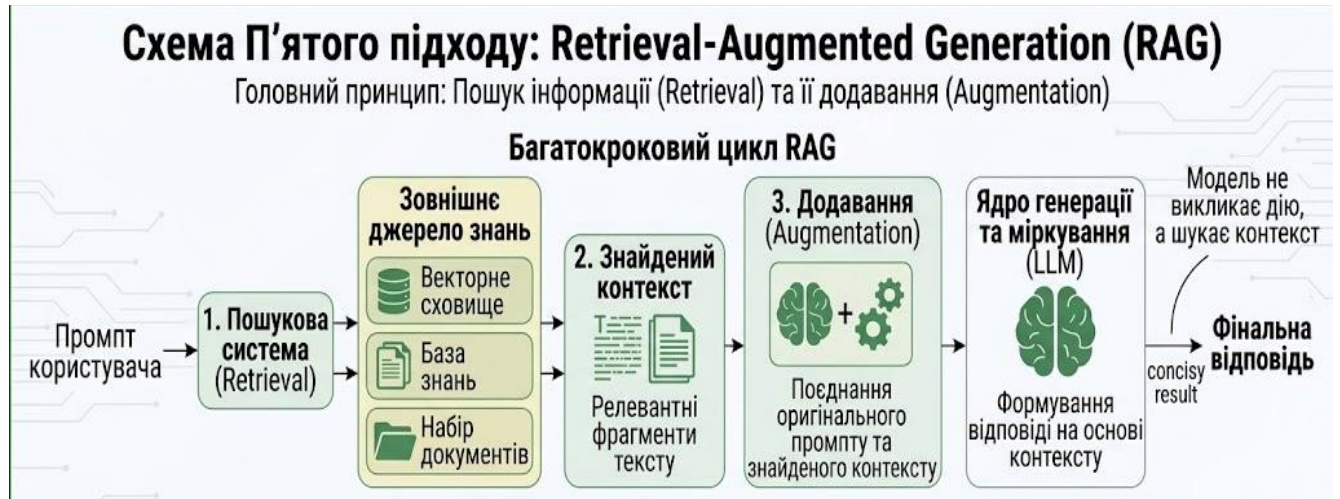 Схема П’ятого підходу: Retrieval-Augmented Generation (RAG)
Головний принцип: Пошук інформації (Retrieval) та її додавання (Augmentation)
Багатокроковий цикл RAG
Промпт
користувача
1. Пошукова
система
(Retrieval)
Зовнішнє
джерело знань
Векторне
сховище
База
знань
Набір
документів
2. Знайдений
контекст
Релевантні
фрагменти
тексту
3. Додавання
(Augmentation)
+
Поєднання
оригінального
промпту та
знайденого контексту
Ядро генерації
та міркування
(LLM)
Формування
відповіді на основі
контексту
Модель не
викликає дію,
а шукає контекст
concisy
result
Фінальна
відповідь